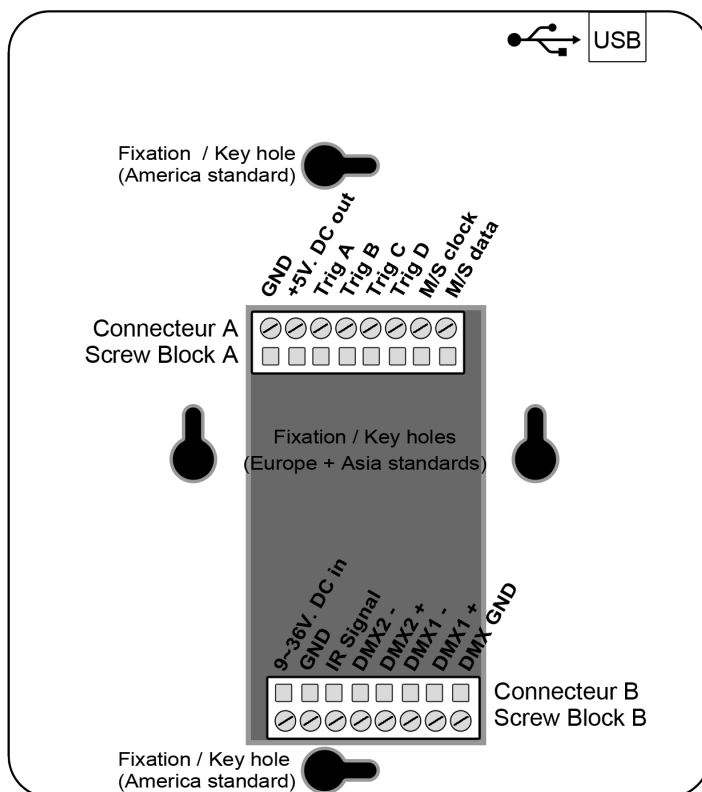 USB
Fixation / Key hole
(America standard)
GND
+5V. DC out
Trig A
Trig B
Trig C
Trig D
M/S clock
M/S data
Connecteur A
Screw Block A
Fixation / Key holes
(Europe + Asia standards)
9~36V. DC in
GND
IR Signal
DMX2 -
DMX2 +
DMX1 -
DMX1 +
DMX GND
Connecteur B
Screw Block B
Fixation / Key hole
(America standard)